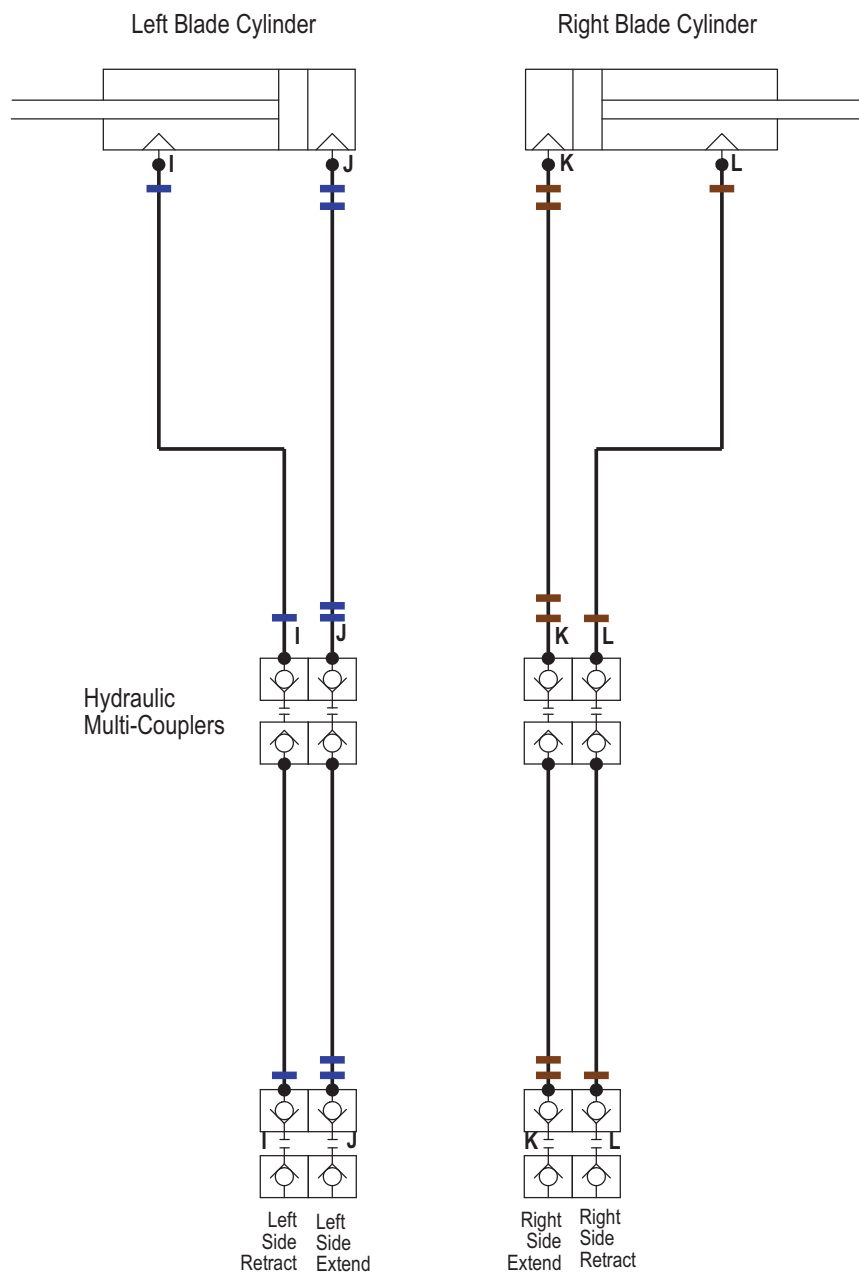 Left Blade Cylinder
Right Blade Cylinder
I
J
K
L
I
J
K
L
Hydraulic
Multi-Couplers
I
J
K
L
Left
Side
Retract
Left
Side
Extend
Right
Side
Extend
Right
Side
Retract